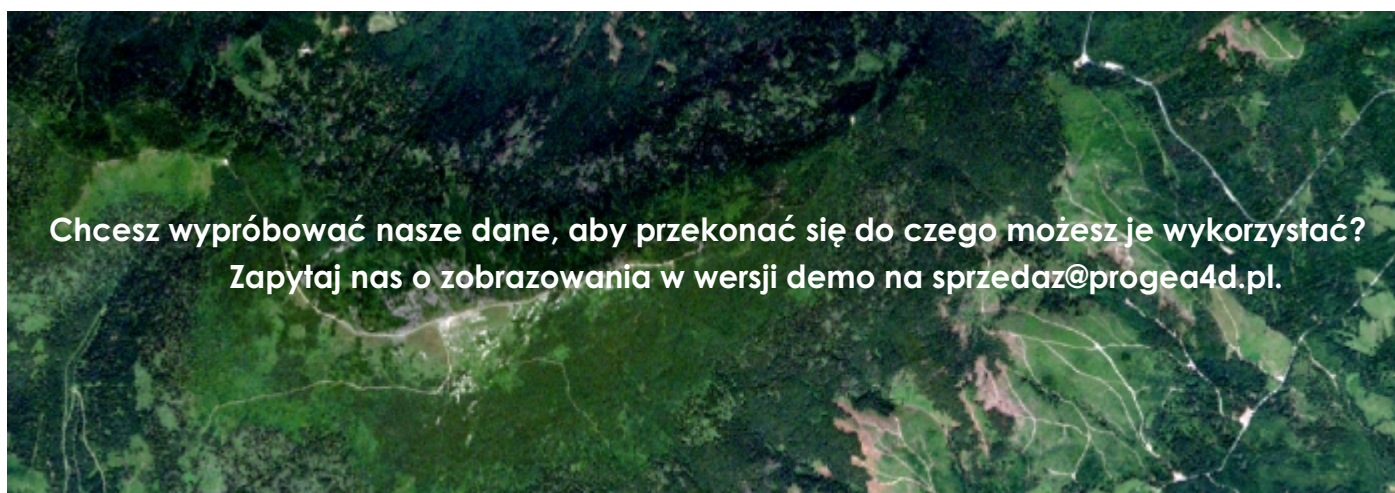 Chcesz wypróbować nasze dane, aby przekonać się do czego możesz je wykorzystać?
Zapytaj nas o zobrazowania w wersji demo na sprzedaz@progea4d.pl.